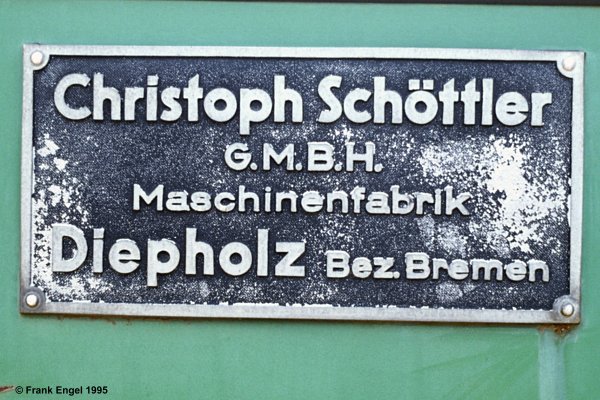 Christoph Schöttler
G.M.B.H.
Maschinenfabrik
Diepholz Bez. Bremen
© Frank Engel 1995